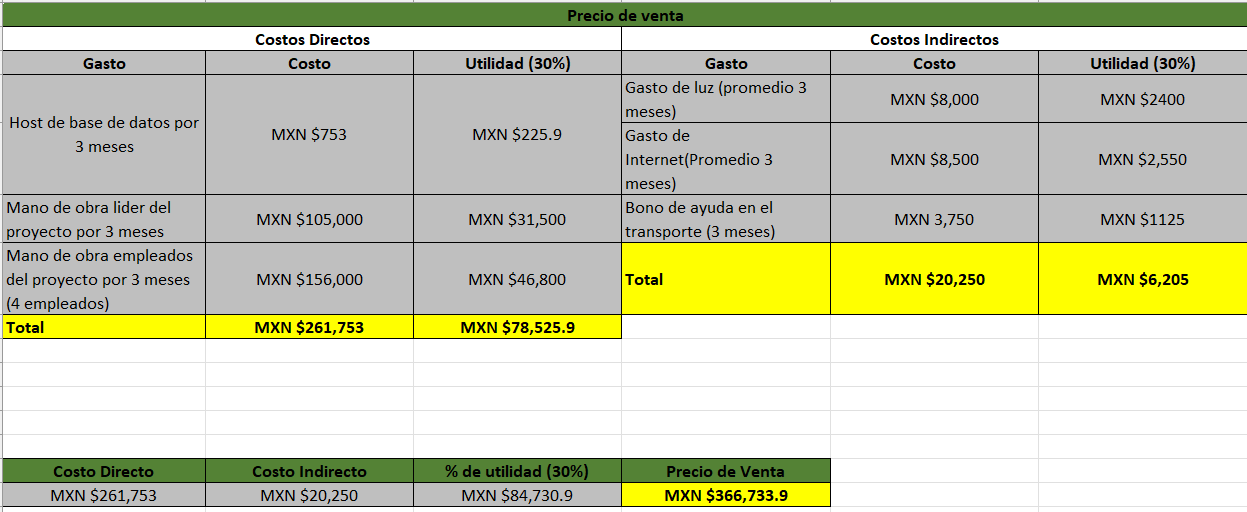 Precio de venta
Costos Directos
Costos Indirectos
Gasto
Costo
Utilidad (30%)
Gasto
Costo
Utilidad (30%)
Host de base de datos por
3 meses
MXN $753
MXN $225.9
Gasto de luz (promedio 3
meses)
MXN $8,000
MXN $2400
Gasto de
Internet(Promedio 3
meses)
MXN $8,500
MXN $2,550
Mano de obra lider del
proyecto por 3 meses
MXN $105,000
MXN $31,500
Bono de ayuda en el
transporte (3 meses)
MXN 3,750
MXN $1125
Mano de obra empleados
del proyecto por 3 meses
(4 empleados)
MXN $156,000
MXN $46,800
Total
MXN $20,250
MXN $6,205
Total
MXN $261,753
MXN $78,525.9
Costo Directo
Costo Indirecto
% de utilidad (30%)
Precio de Venta
MXN $261,753
MXN $20,250
MXN $84,730.9
MXN $366,733.9